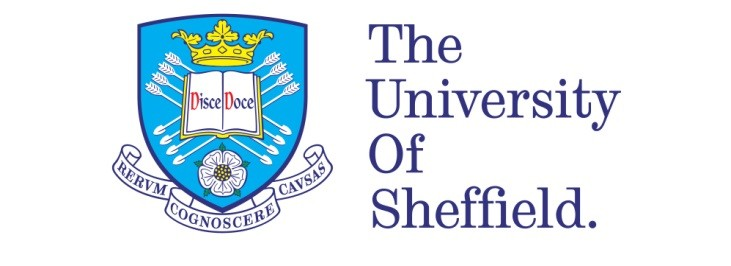 Disce Doce
RERVM
COGNOSCERE
CAVSAS
The
University
Of
Sheffield.